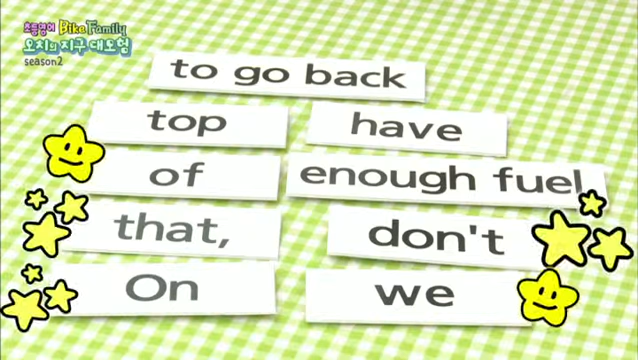 초등영어 Bike Family
오치의 지구 대모험
season2
to go back
top have
of enough fuel
that, don't
On we